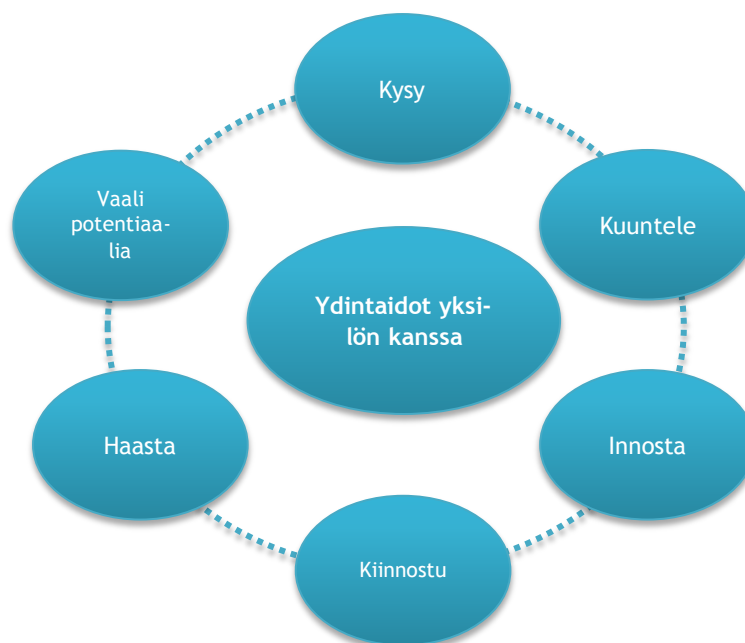 Kysy
Kuuntele
Innosta
Kiinnostu
Haasta
Vaali
potentiaa-
lia
Ydintaidot yksi-
lön kanssa